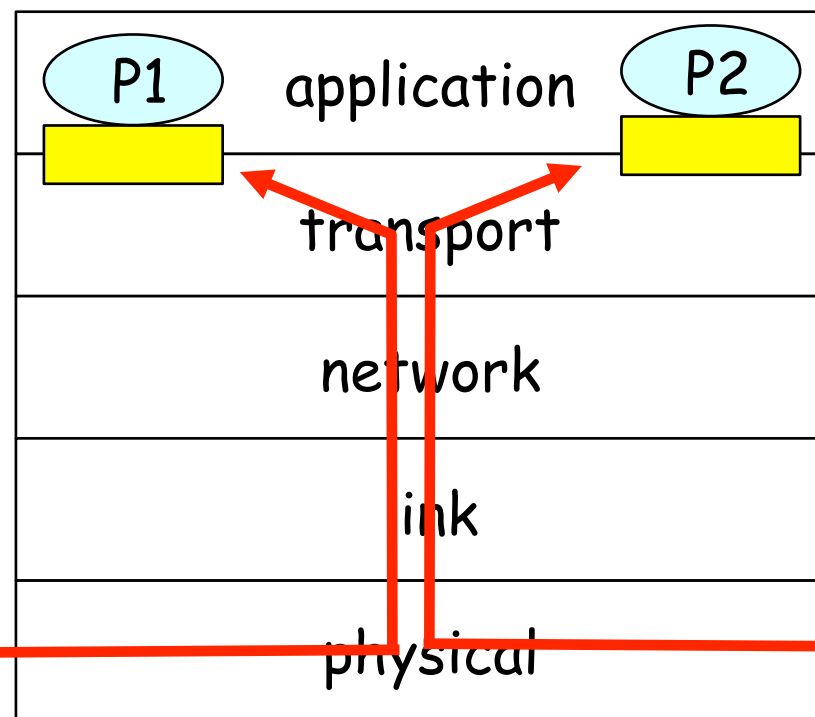 P1 application P2
transport
network
ink
physical